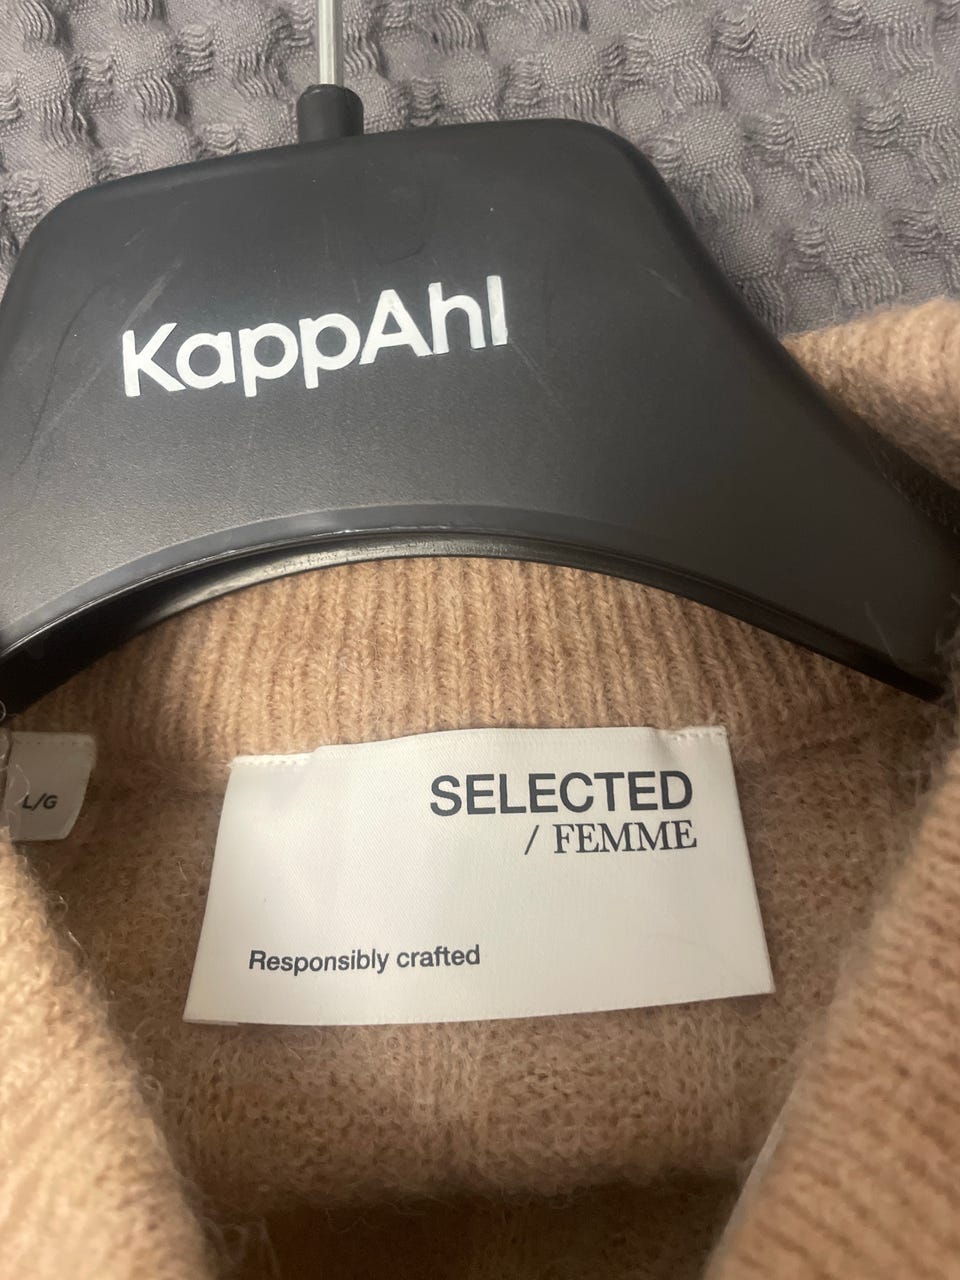 KappAhl
L/G
SELECTED
/ FEMME
Responsibly crafted